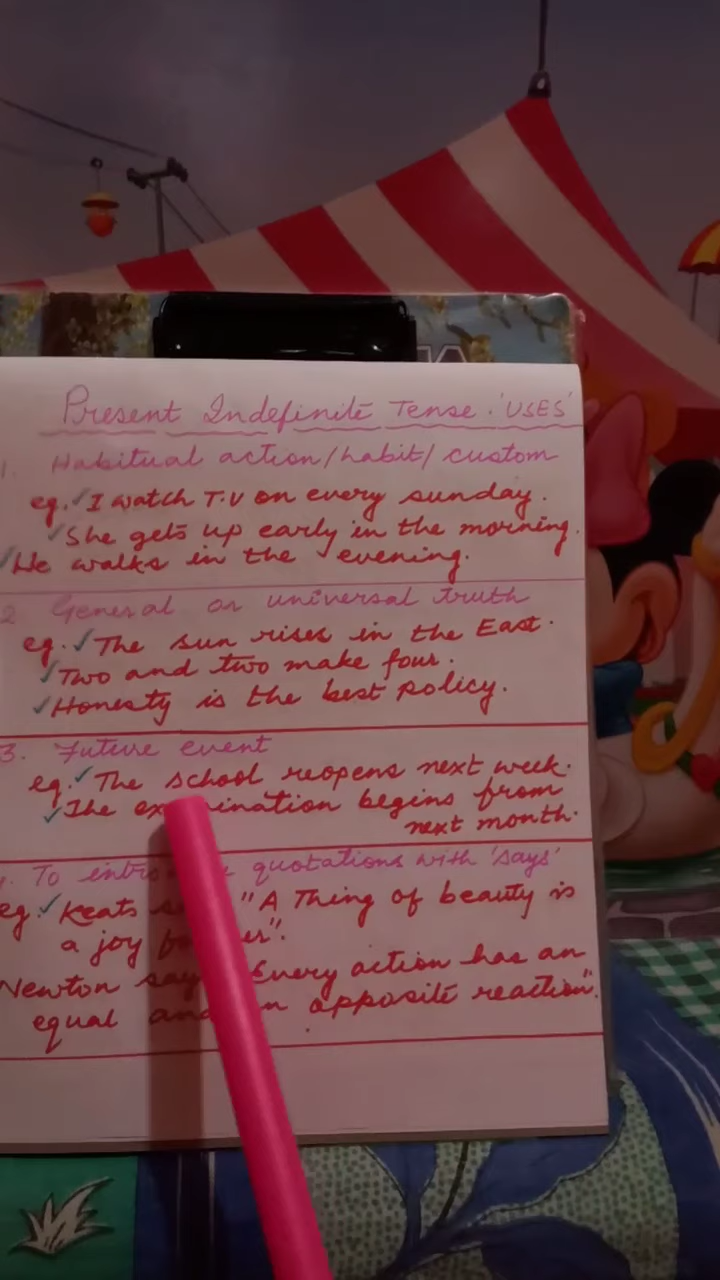 Present Indefinite Tense. 'USES'
1. Habitual action/habit/custom
eg. ✓I watch T.V on every sunday.
✓She gets up early in the morning.
✓He walks in the evening.
2. General or universal truth
eg. ✓The sun rises in the East.
✓Two and two make four.
✓Honesty is the best policy.
3. Future event
eg. ✓The school reopens next week.
✓The begins from
next month.
To quotations with 'says'
eg. ✓Keats "A Thing of beauty is
a joy
Newton Every action has an
equal opposite reaction".